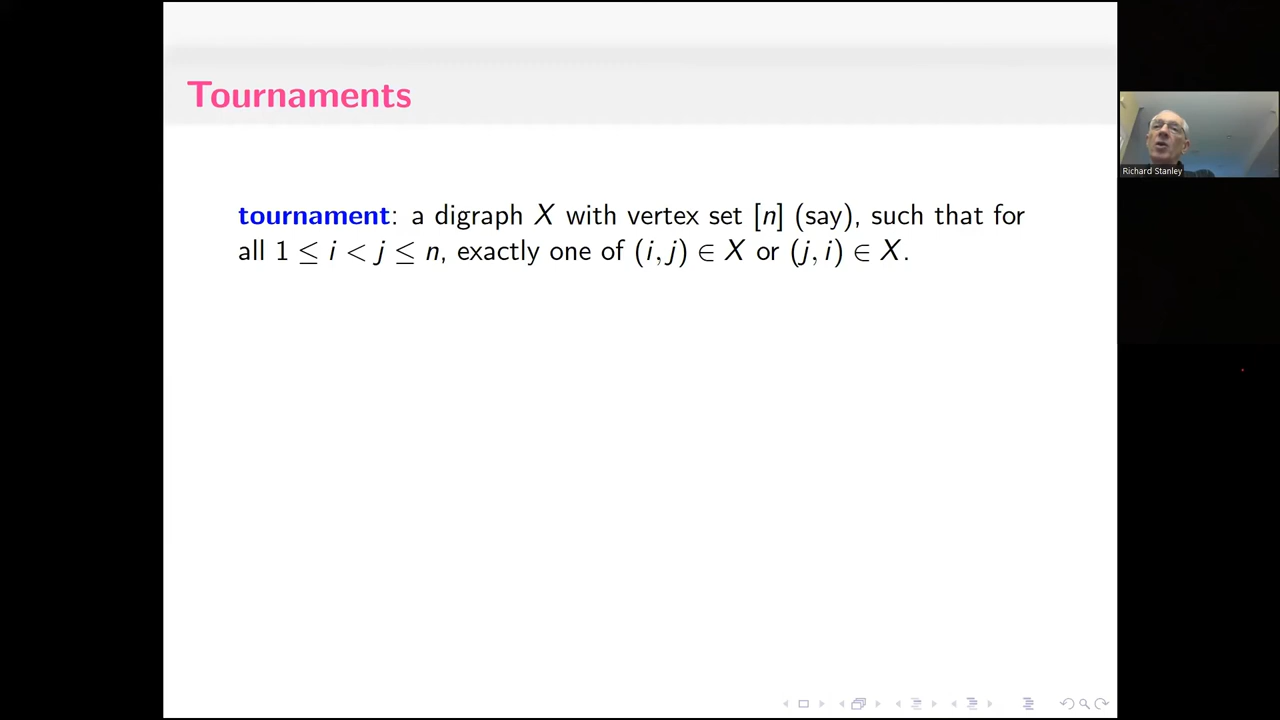 Tournaments
tournament: a digraph X with vertex set [n] (say), such that for
all 1 ≤ i < j ≤ n, exactly one of (i, j) ∈ X or (j, i) ∈ X.
Richard Stanley